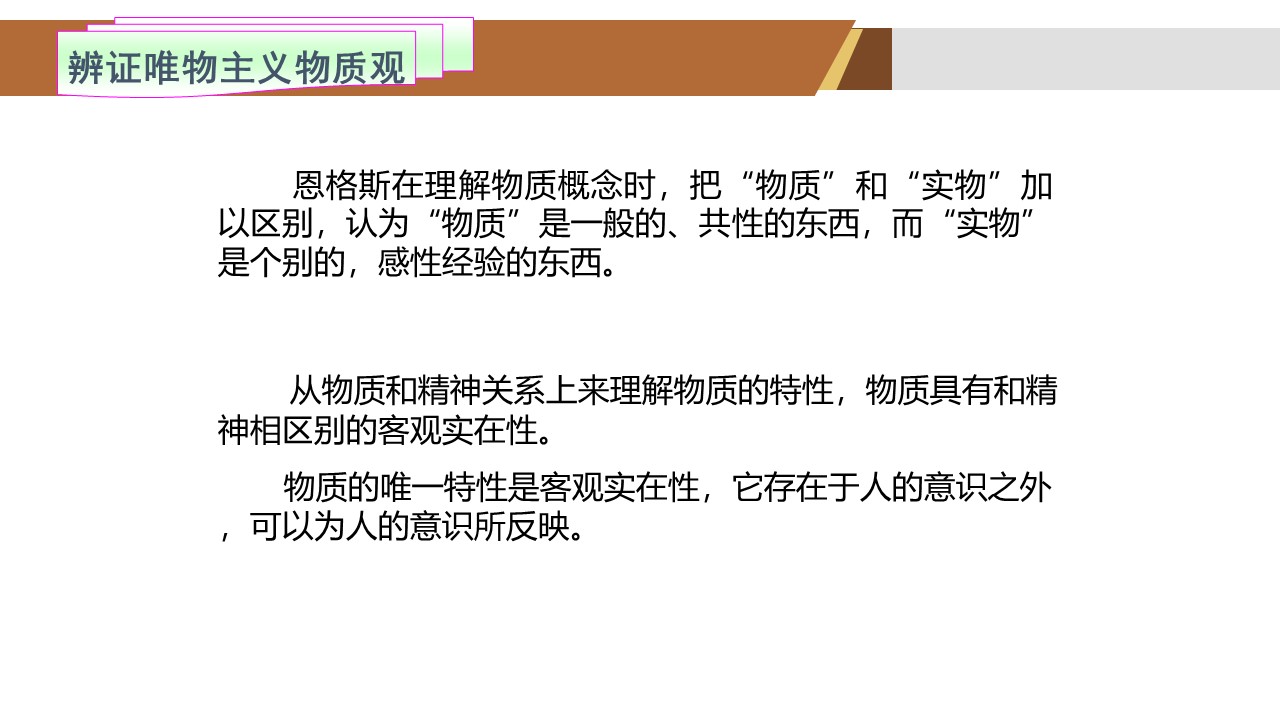 辨证唯物主义物质观
恩格斯在理解物质概念时，把“物质”和“实物”加
以区别，认为“物质”是一般的、共性的东西，而“实物”
是个别的，感性经验的东西。
从物质和精神关系上来理解物质的特性，物质具有和精
神相区别的客观实在性。
物质的唯一特性是客观实在性，它存在于人的意识之外
，可以为人的意识所反映。